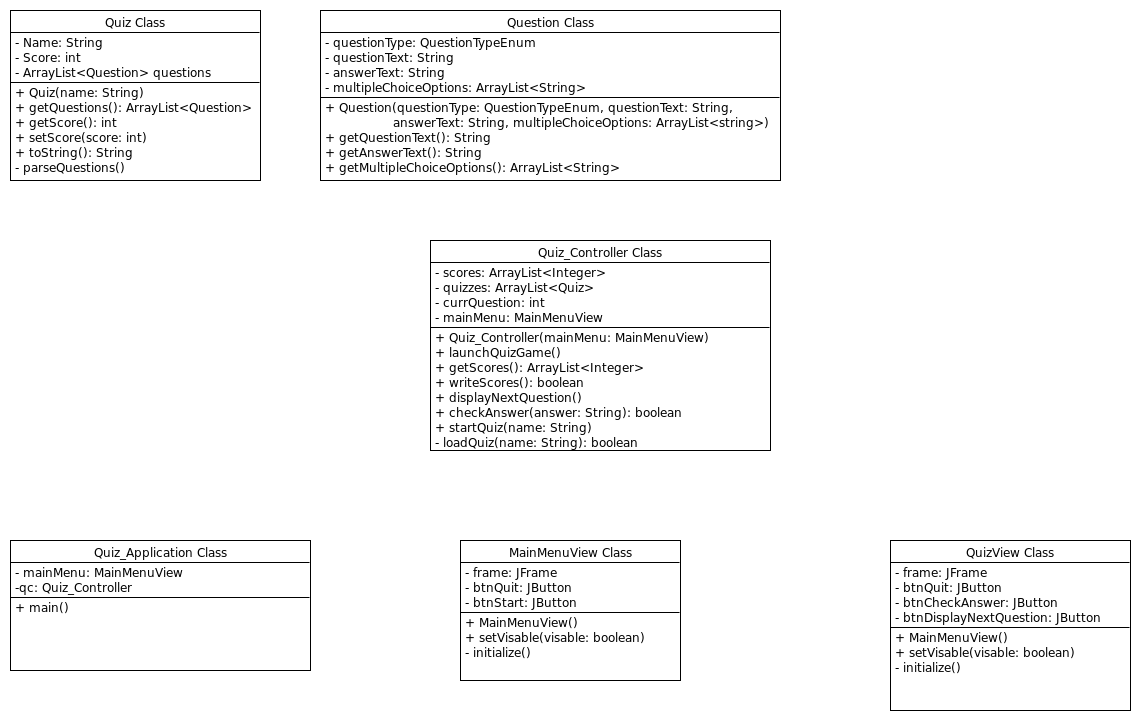 Quiz Class
- Name: String
- Score: int
- ArrayList<Question> questions
+ Quiz(name: String)
+ getQuestions(): ArrayList<Question>
+ getScore(): int
+ setScore(score: int)
+ toString(): String
- parseQuestions()
Question Class
- questionType: QuestionTypeEnum
- questionText: String
- answerText: String
- multipleChoiceOptions: ArrayList<String>
+ Question(questionType: QuestionTypeEnum, questionText: String,
answerText: String, multipleChoiceOptions: ArrayList<string>)
+ getQuestionText(): String
+ getAnswerText(): String
+ getMultipleChoiceOptions(): ArrayList<String>
Quiz_Controller Class
- scores: ArrayList<Integer>
- quizzes: ArrayList<Quiz>
- currQuestion: int
- mainMenu: MainMenuView
+ Quiz_Controller(mainMenu: MainMenuView)
+ launchQuizGame()
+ getScores(): ArrayList<Integer>
+ writeScores(): boolean
+ displayNextQuestion()
+ checkAnswer(answer: String): boolean
+ startQuiz(name: String)
- loadQuiz(name: String): boolean
Quiz_Application Class
- mainMenu: MainMenuView
-qc: Quiz_Controller
+ main()
MainMenuView Class
- frame: JFrame
- btnQuit: JButton
- btnStart: JButton
+ MainMenuView()
+ setVisable(visable: boolean)
- initialize()
QuizView Class
- frame: JFrame
- btnQuit: JButton
- btnCheckAnswer: JButton
- btnDisplayNextQuestion: JButton
+ MainMenuView()
+ setVisable(visable: boolean)
- initialize()